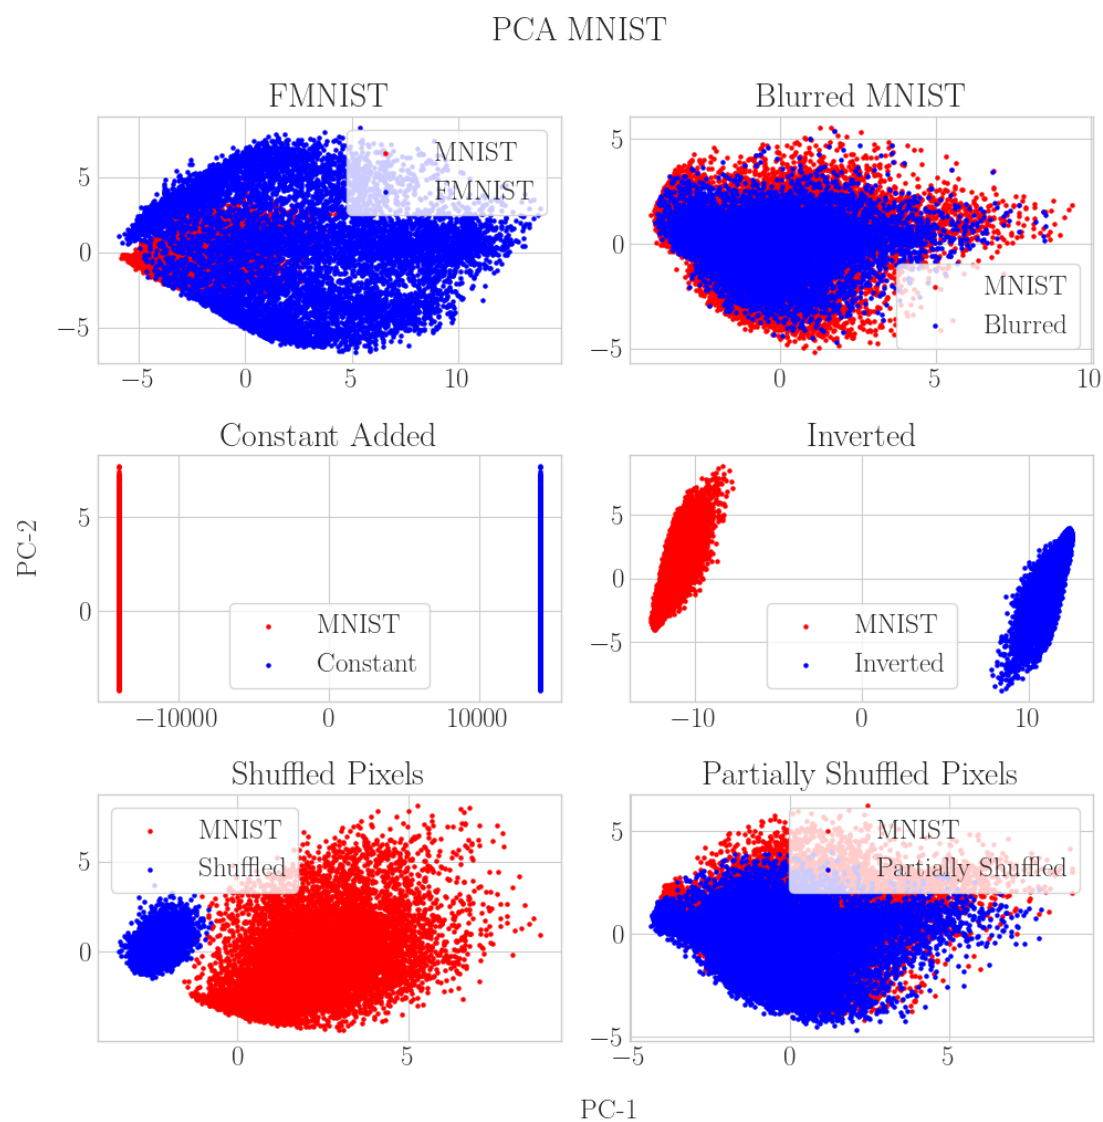 PCA MNIST
FMNIST
MNIST
FMNIST
5
0
−5
−5 0 5 10
Blurred MNIST
MNIST
Blurred
5
0
−5
0 5 10
PC-2
Constant Added
MNIST
Constant
5
0
−10000 0 10000
Inverted
MNIST
Inverted
5
0
−5
−10 0 10
Shuffled Pixels
MNIST
Shuffled
5
0
0 5
Partially Shuffled Pixels
MNIST
Partially Shuffled
5
0
−5
−5 0 5
PC-1